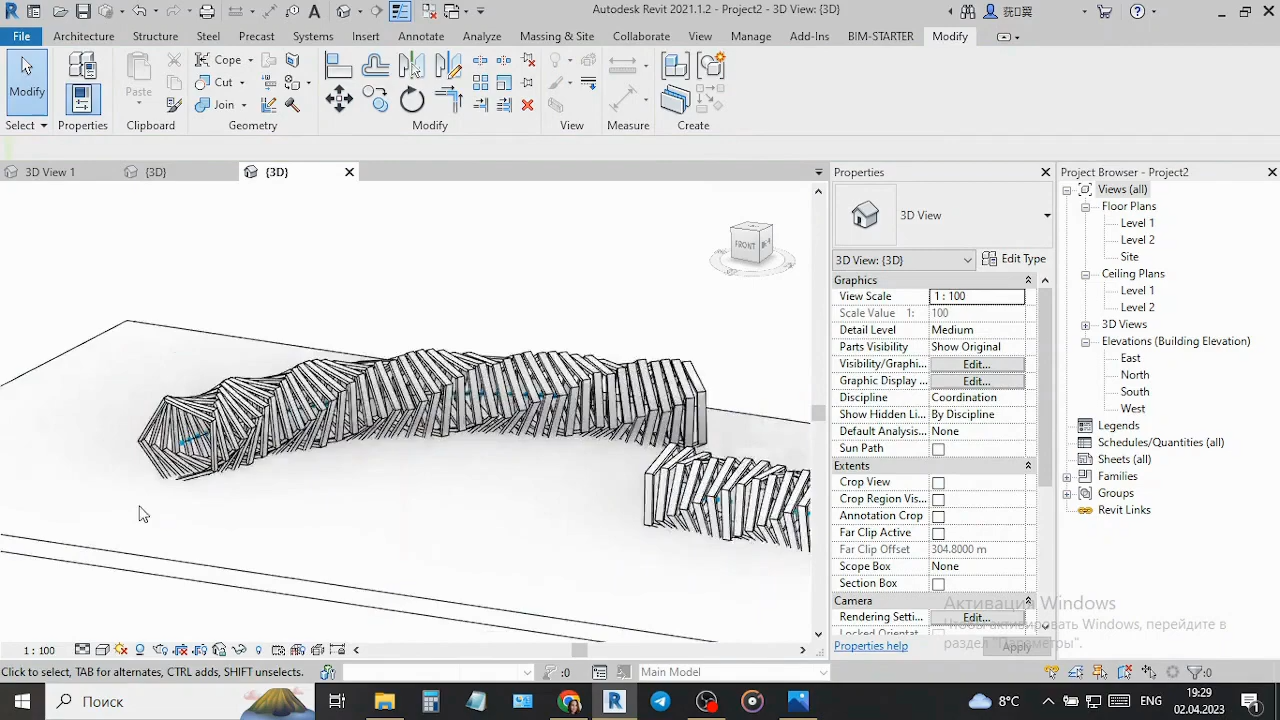 Autodesk Revit 2021.1.2 - Project2 - 3D View: {3D}
File Architecture Structure Steel Precast Systems Insert Annotate Analyze Massing & Site Collaborate View Manage Add-Ins BIM-STARTER Modify
Modify
Paste
Cope
Cut
Join
Select Properties Clipboard Geometry Modify View Measure Create
3D View 1
{3D}
{3D}
FRONT
Properties
3D View
3D View: {3D} Edit Type
Graphics
View Scale 1 : 100
Scale Value 1: 100
Detail Level Medium
Parts Visibility Show Original
Visibility/Graphi... Edit...
Graphic Display ... Edit...
Discipline Coordination
Show Hidden Li... By Discipline
Default Analysis... None
Sun Path
Extents
Crop View
Crop Region Vis...
Annotation Crop
Far Clip Active
Far Clip Offset 304.8000 m
Scope Box None
Section Box
Camera
Rendering Setti... Edit...
Locked Orientat...
Properties help Apply
Project Browser - Project2
Views (all)
Floor Plans
Level 1
Level 2
Site
Ceiling Plans
Level 1
Level 2
3D Views
Elevations (Building Elevation)
East
North
South
West
Legends
Schedules/Quantities (all)
Sheets (all)
Families
Groups
Revit Links
Активация Windows
Чтобы активировать Windows, перейдите в
раздел "Параметры".
1 : 100
Click to select, TAB for alternates, CTRL adds, SHIFT unselects.
:0
Main Model
:0
Поиск
8°C
ENG
19:29
02.04.2023